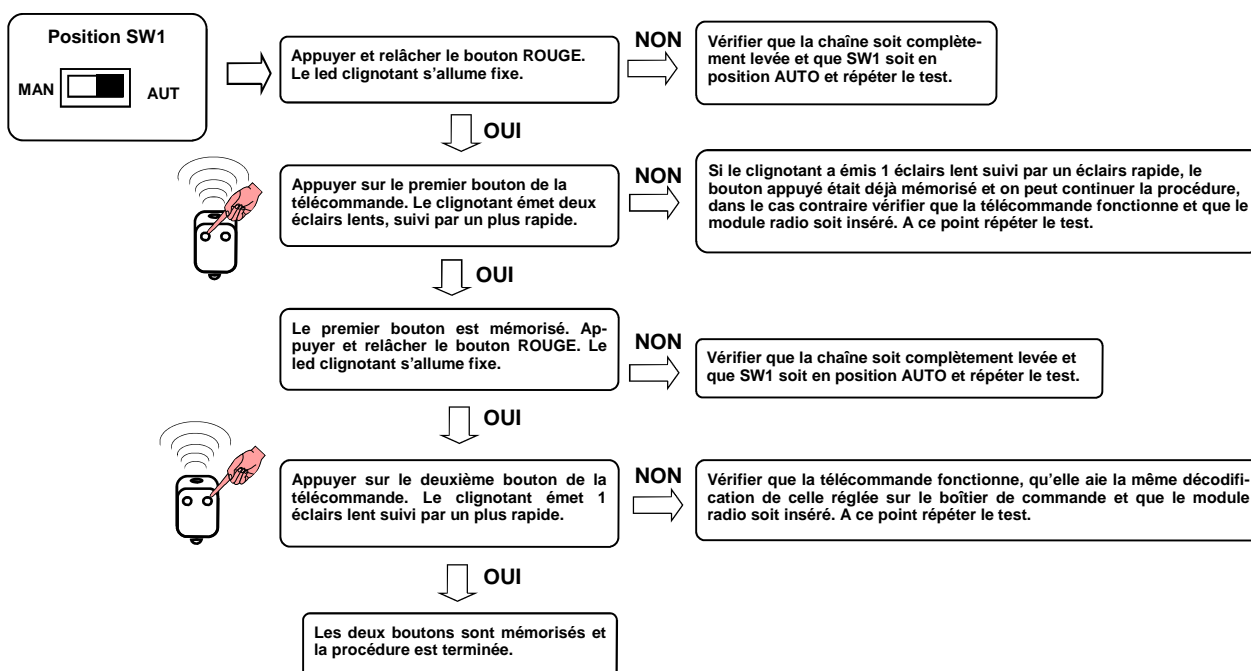 Position SW1
MAN
AUT
Appuyer et relâcher le bouton ROUGE.
Le led clignotant s’allume fixe.
NON
Vérifier que la chaîne soit complète-
ment levée et que SW1 soit en
position AUTO et répéter le test.
OUI
Appuyer sur le premier bouton de la
télécommande. Le clignotant émet deux
éclairs lents, suivi par un plus rapide.
NON
Si le clignotant a émis 1 éclairs lent suivi par un éclairs rapide, le
bouton appuyé était déjà mémorisé et on peut continuer la procédure,
dans le cas contraire vérifier que la télécommande fonctionne et que le
module radio soit inséré. A ce point répéter le test.
OUI
Le premier bouton est mémorisé. Ap-
puyer et relâcher le bouton ROUGE. Le
led clignotant s’allume fixe.
NON
Vérifier que la chaîne soit complètement levée et
que SW1 soit en position AUTO et répéter le test.
OUI
Appuyer sur le deuxième bouton de la
télécommande. Le clignotant émet 1
éclairs lent suivi par un plus rapide.
NON
Vérifier que la télécommande fonctionne, qu’elle aie la même décodifi-
cation de celle réglée sur le boîtier de commande et que le module
radio soit inséré. A ce point répéter le test.
OUI
Les deux boutons sont mémorisés et
la procédure est terminée.